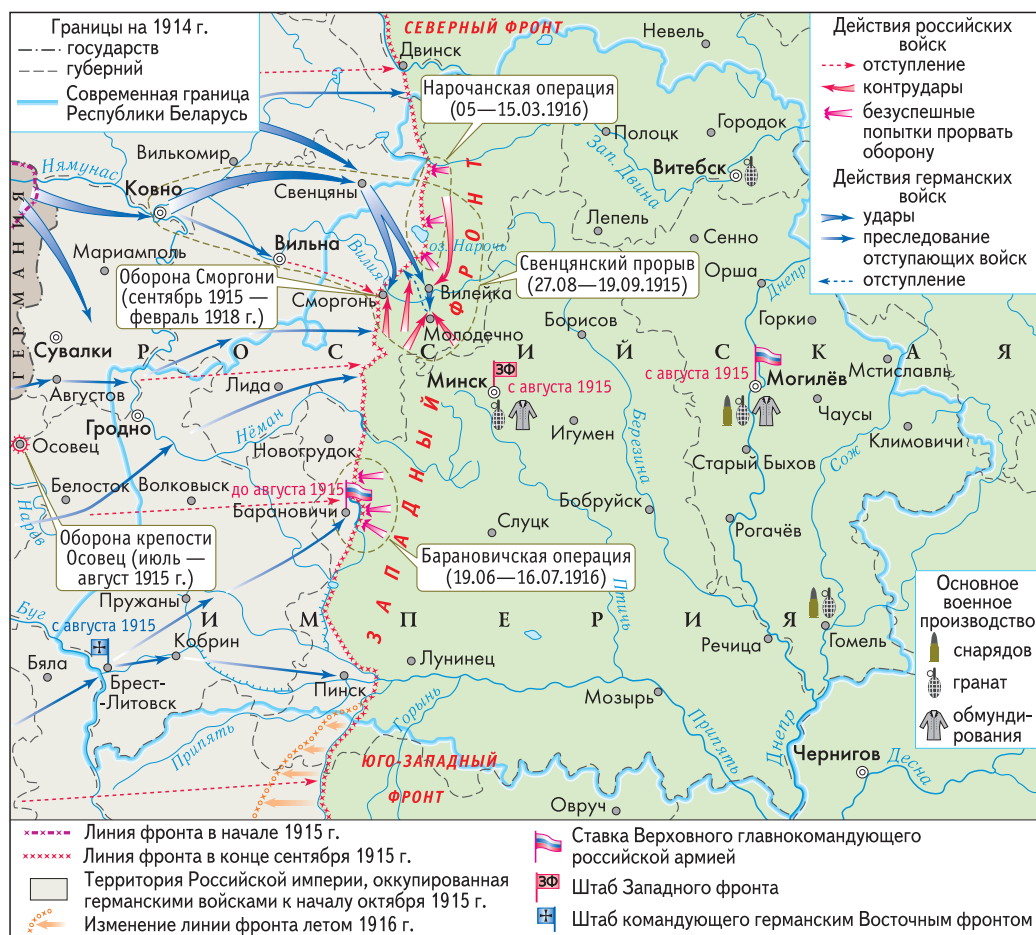 Границы на 1914 г.
государств
губерний
Современная граница
Республики Беларусь
СЕВЕРНЫЙ ФРОНТ
Невель
Двинск
Действия российских
войск
отступление
контрудары
безуспешные
попытки прорвать
оборону
Действия германских
войск
удары
преследование
отступающих войск
отступление
Нарочанская операция
(05—15.03.1916)
Полоцк
Городок
Зап. Двина
Витебск
Вилькомир
Нямунас
Ковно
Свенцяны
Лепель
Сенно
Мариамполь
Вильна
Вилия
оз. Нарочь
Орша
Днепр
Оборона Сморгони
(сентябрь 1915 —
февраль 1918 г.)
Свенцянский прорыв
(27.08—19.09.1915)
Сморгонь
Вилейка
Молодечно
Борисов
Горки
ГЕРМАНИЯ
Сувалки
РОССИЙСКАЯ
Августов
Лида
Минск
ЗФ
с августа 1915
с августа 1915
Могилёв
Мстиславль
Чаусы
Гродно
Нёман
Игумен
Березина
Климовичи
Осовец
Новогрудок
Старый Быхов
Сож
Белосток
Волковыск
до августа 1915
Барановичи
Бобруйск
Нарев
Слуцк
Рогачёв
Оборона крепости
Осовец (июль —
август 1915 г.)
Барановичская операция
(19.06—16.07.1916)
ЗАПАДНЫЙ ФРОНТ
Птичь
Пружаны
Буг
с августа 1915
ИМПЕРИЯ
Кобрин
Речица
Гомель
Основное
военное
производство
снарядов
гранат
обмунди-
рования
Бяла
Брест-
-Литовск
Лунинец
Пинск
Мозырь
Горынь
Припять
Припять
Днепр
Чернигов
Десна
ЮГО-ЗАПАДНЫЙ
ФРОНТ
Овруч
Линия фронта в начале 1915 г.
Линия фронта в конце сентября 1915 г.
Территория Российской империи, оккупированная
германскими войсками к началу октября 1915 г.
Изменение линии фронта летом 1916 г.
Ставка Верховного главнокомандующего
российской армией
ЗФ
Штаб Западного фронта
Штаб командующего германским Восточным фронтом